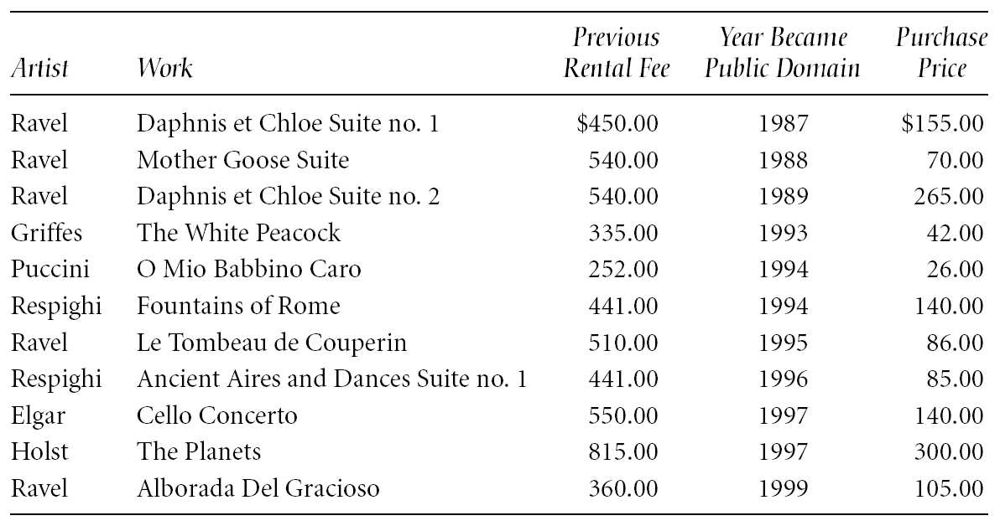 Previous Year Became Purchase
Artist Work Rental Fee Public Domain Price
Ravel Daphnis et Chloe Suite no. 1 $450.00 1987 $155.00
Ravel Mother Goose Suite 540.00 1988 70.00
Ravel Daphnis et Chloe Suite no. 2 540.00 1989 265.00
Griffes The White Peacock 335.00 1993 42.00
Puccini O Mio Babbino Caro 252.00 1994 26.00
Respighi Fountains of Rome 441.00 1994 140.00
Ravel Le Tombeau de Couperin 510.00 1995 86.00
Respighi Ancient Aires and Dances Suite no. 1 441.00 1996 85.00
Elgar Cello Concerto 550.00 1997 140.00
Holst The Planets 815.00 1997 300.00
Ravel Alborada Del Gracioso 360.00 1999 105.00